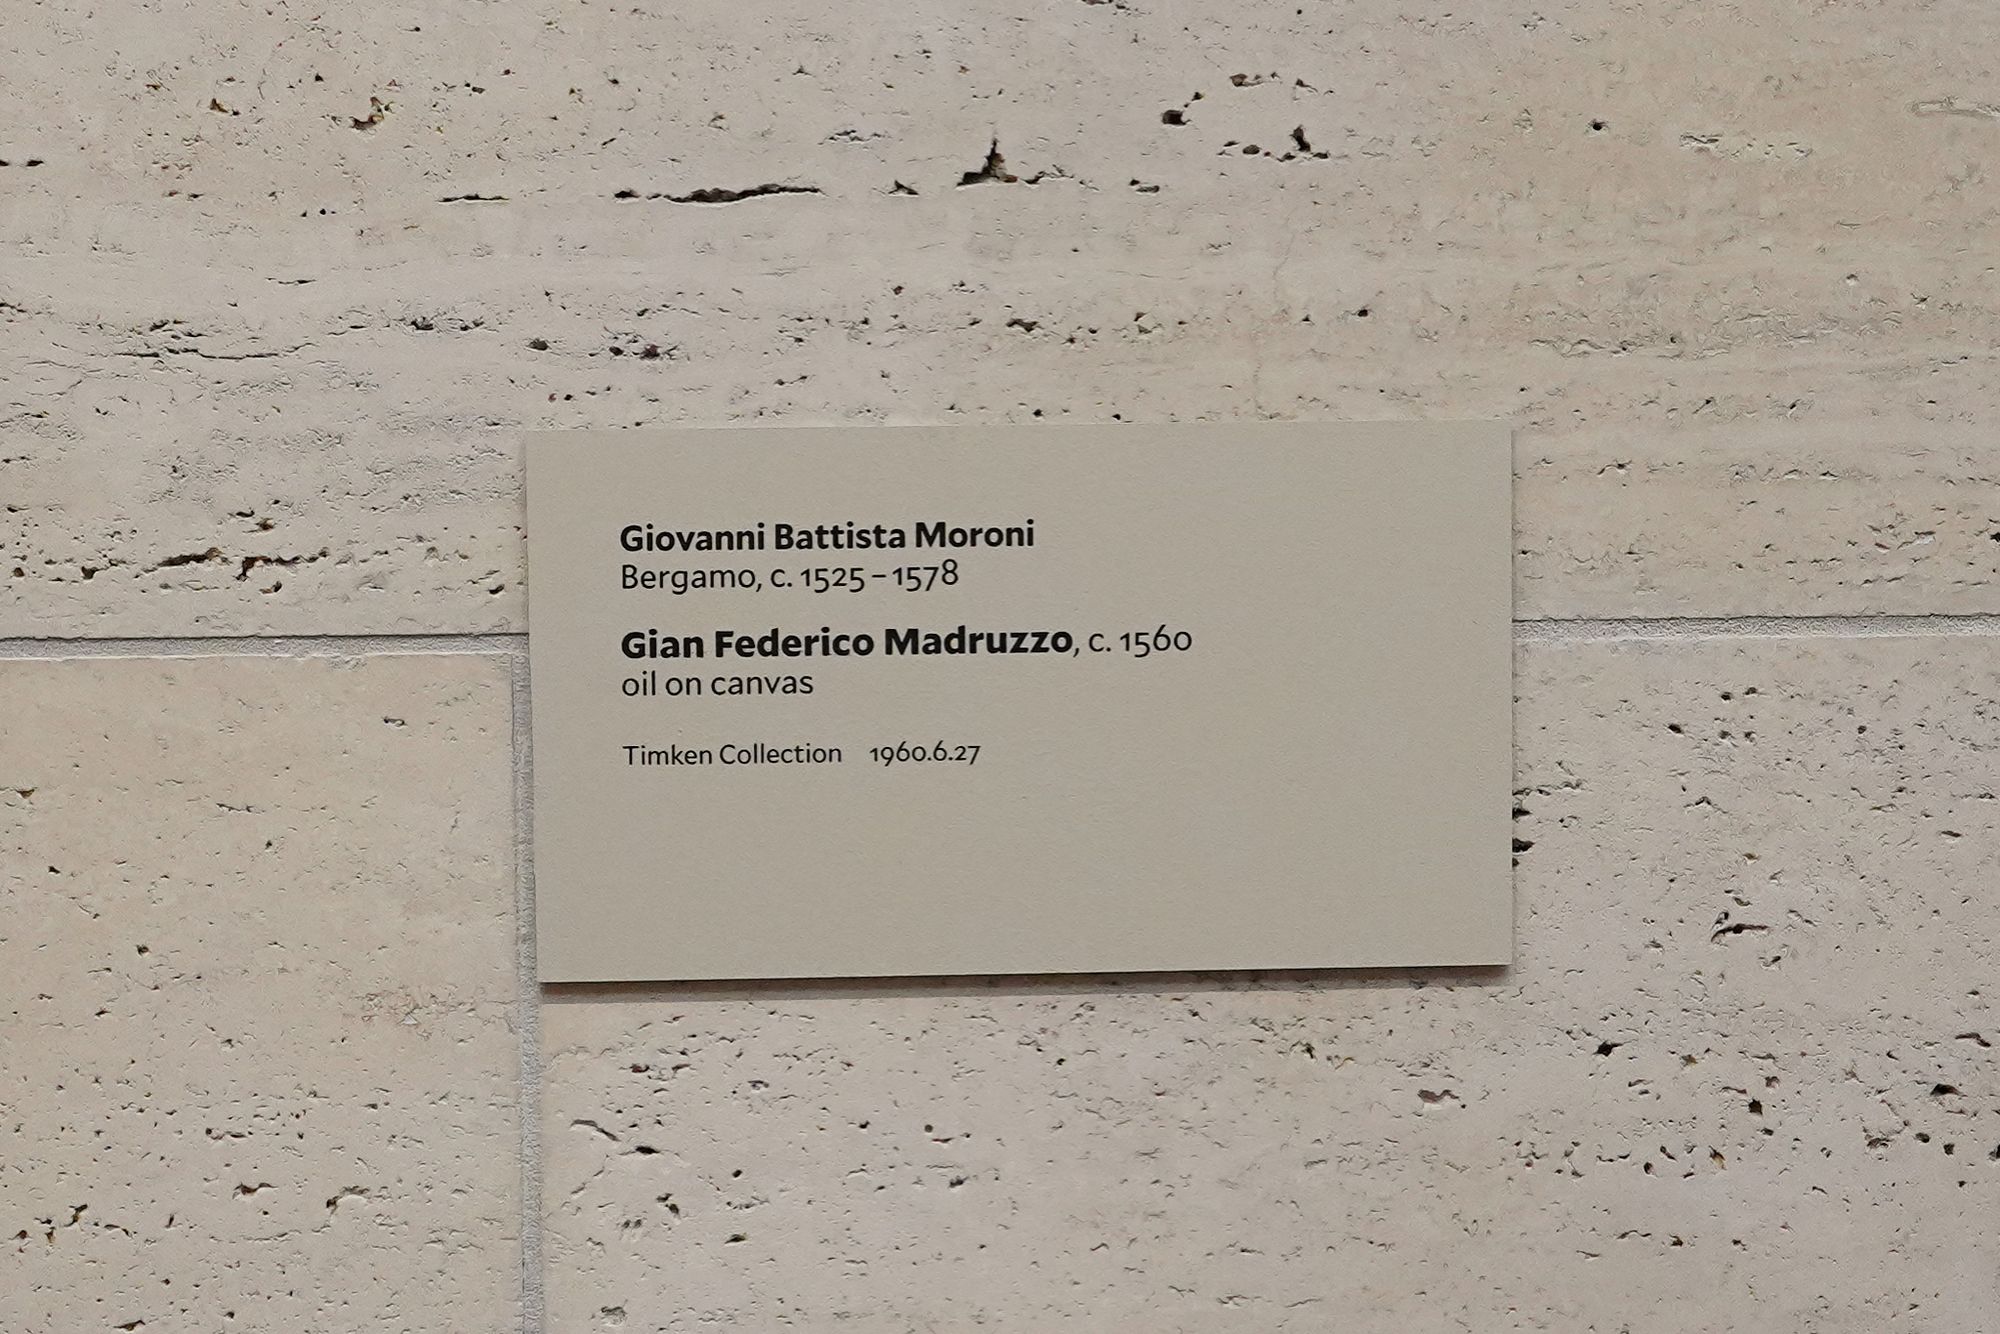 Giovanni Battista Moroni
Bergamo, c. 1525 – 1578
Gian Federico Madruzzo, c. 1560
oil on canvas
Timken Collection 1960.6.27